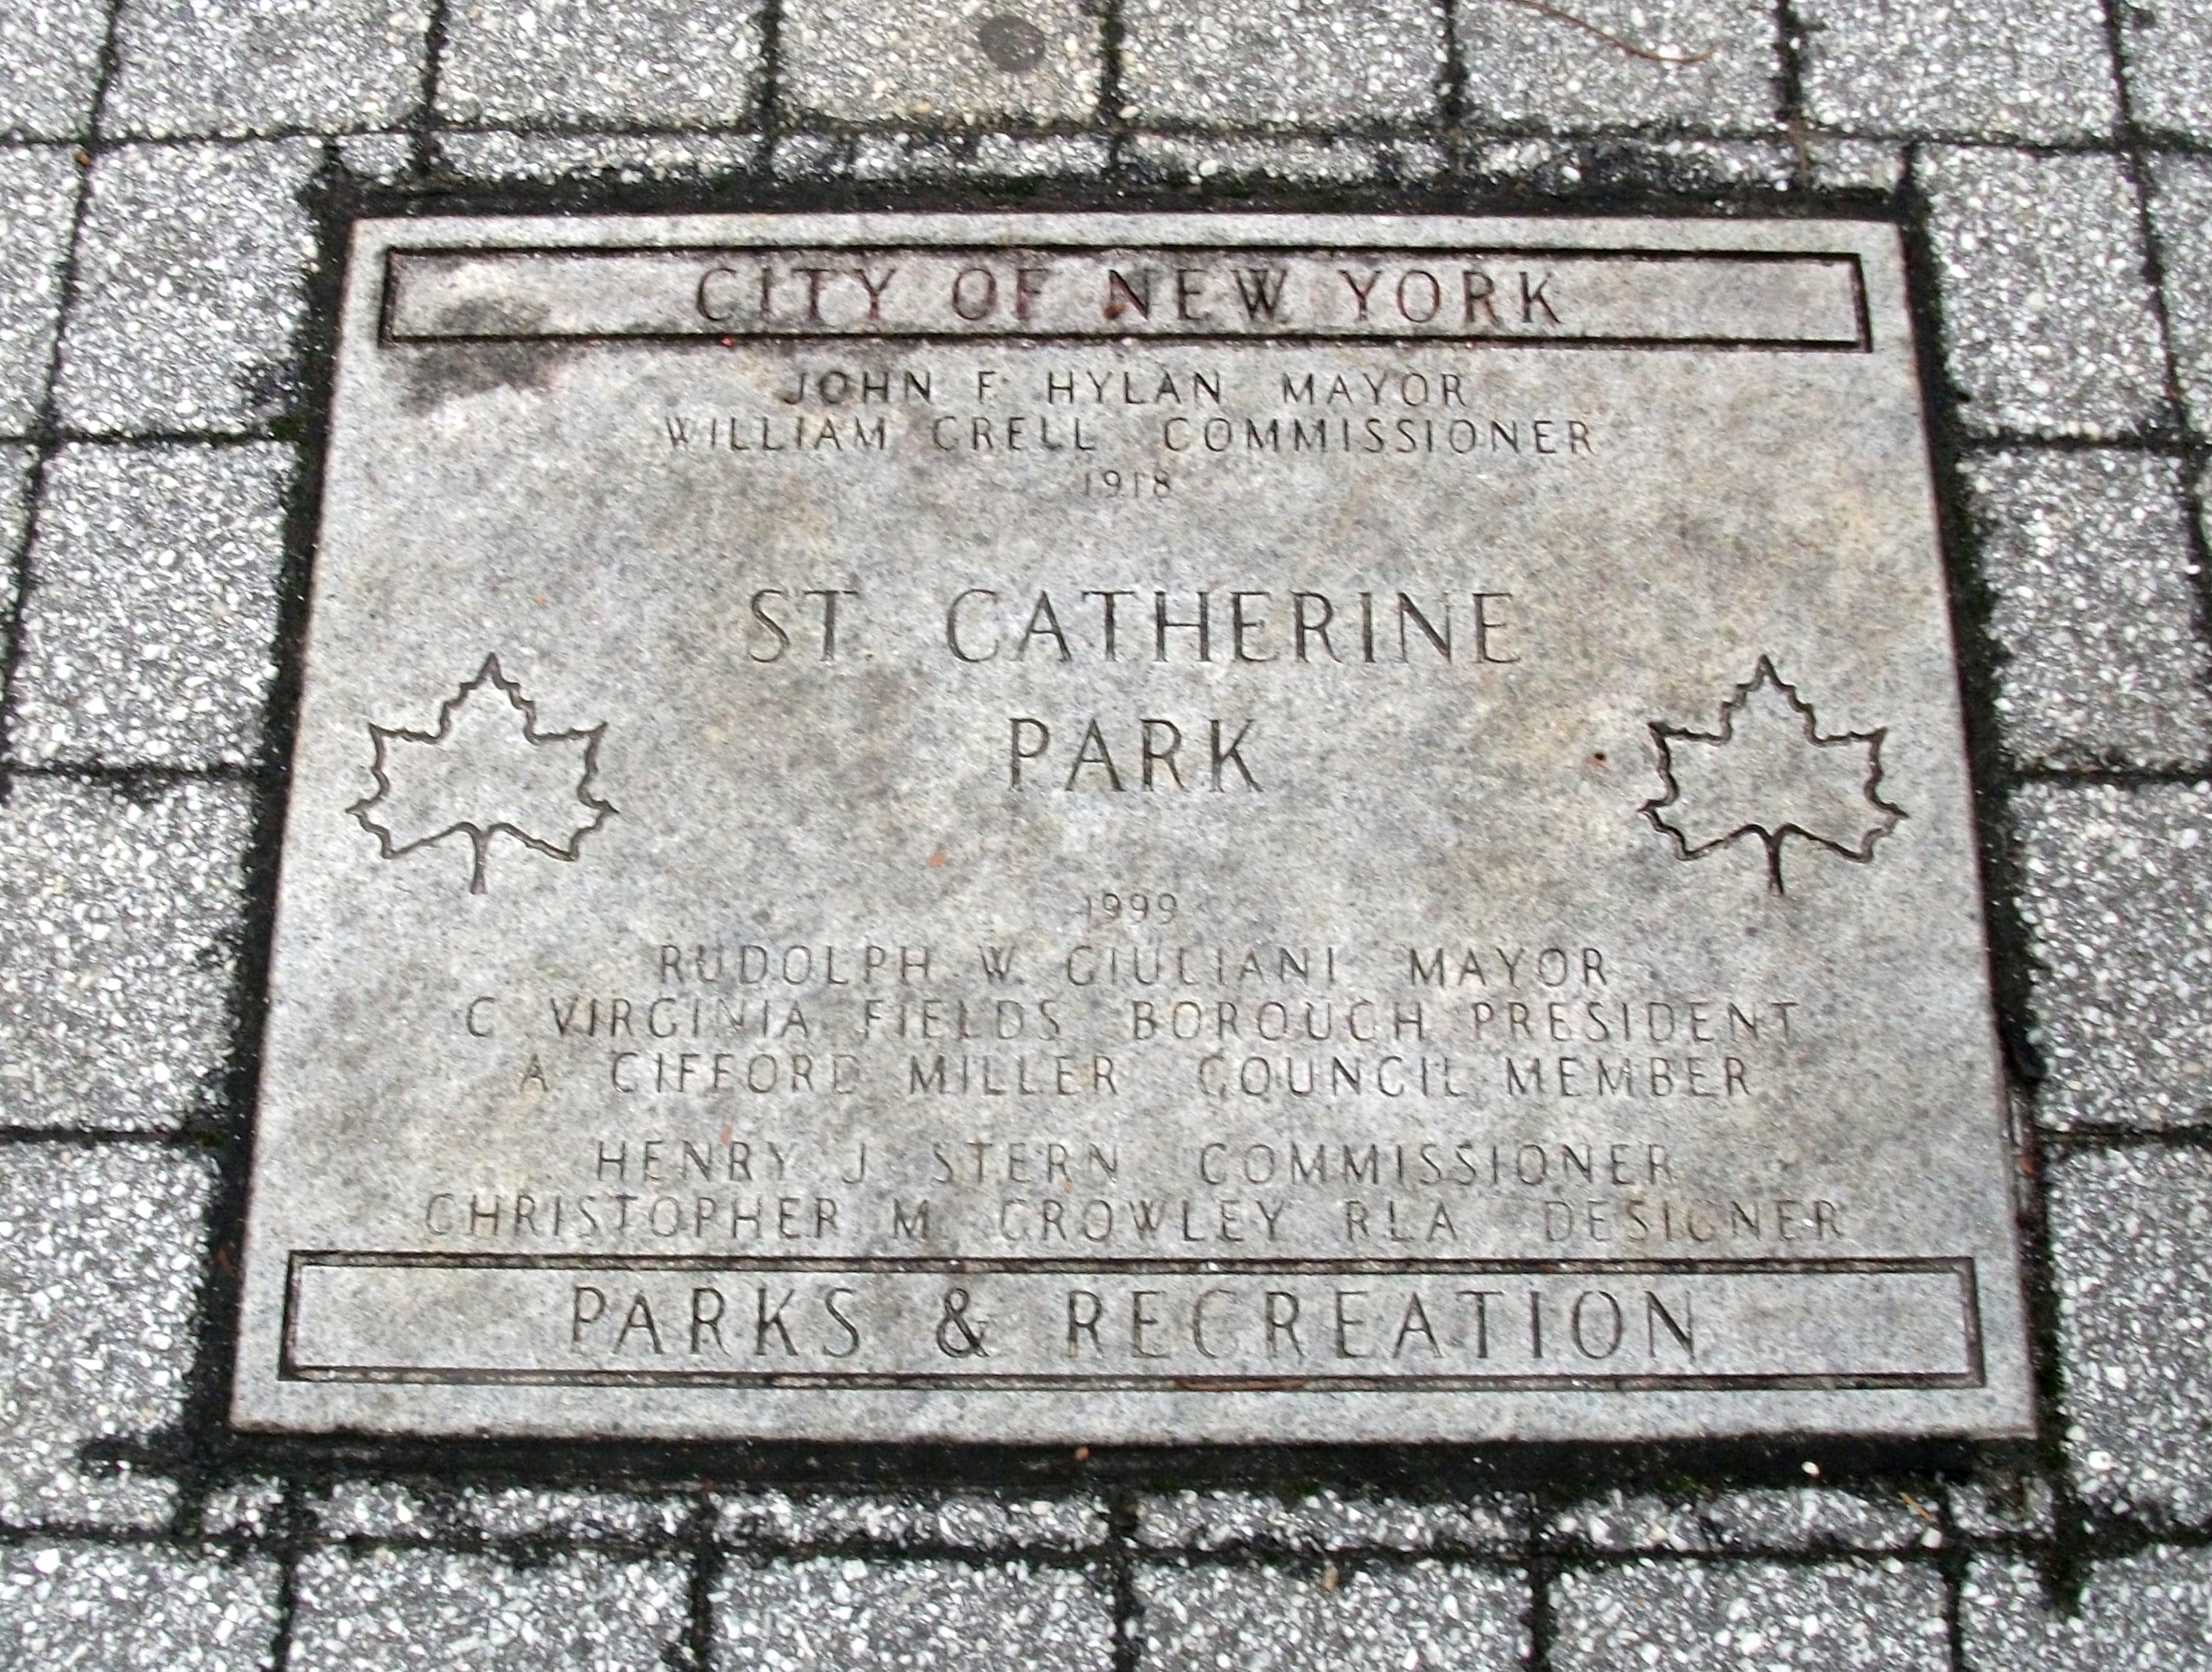 CITY OF NEW YORK
JOHN F. HYLAN MAYOR
WILLIAM CRELL COMMISSIONER
1918
ST. CATHERINE
PARK
1999
RUDOLPH W. GIULIANI MAYOR
C VIRGINIA FIELDS BOROUGH PRESIDENT
A CIFFORD MILLER COUNCIL MEMBER
HENRY J STERN COMMISSIONER
CHRISTOPHER M. CROWLEY RLA DESIGNER
PARKS & RECREATION